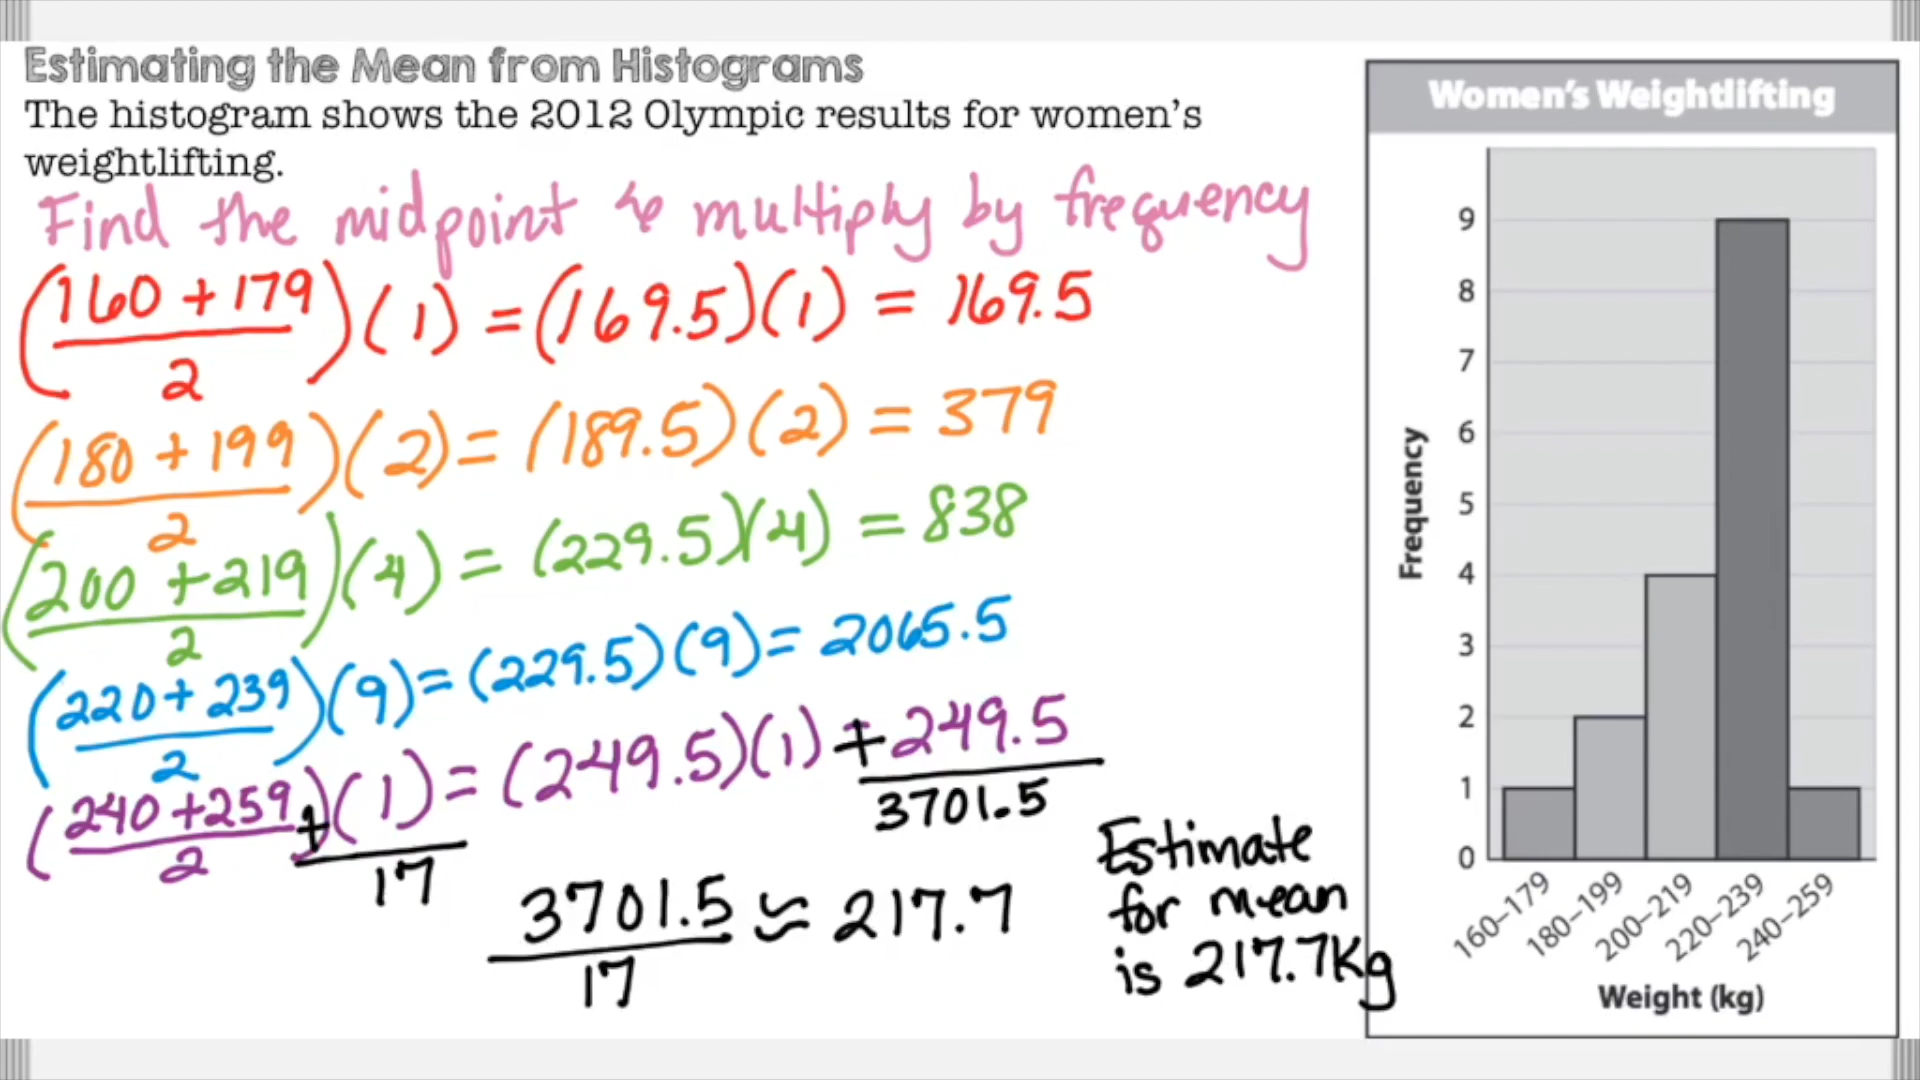 Estimating the Mean from Histograms
The histogram shows the 2012 Olympic results for women's
weightlifting.
Find the midpoint & multiply by frequency
(160 + 179 / 2)(1) = (169.5)(1) = 169.5
(180 + 199 / 2)(2) = (189.5)(2) = 379
(200 + 219 / 2)(4) = (229.5)(4) = 838
(220 + 239 / 2)(9) = (229.5)(9) = 2065.5
(240 + 259 / 2)(1) = (249.5)(1) + 249.5
+
17
3701.5
3701.5 / 17 ≈ 217.7
Estimate
for mean
is 217.7kg
Women's Weightlifting
Frequency
9
8
7
6
5
4
3
2
1
0
160–179
180–199
200–219
220–239
240–259
Weight (kg)